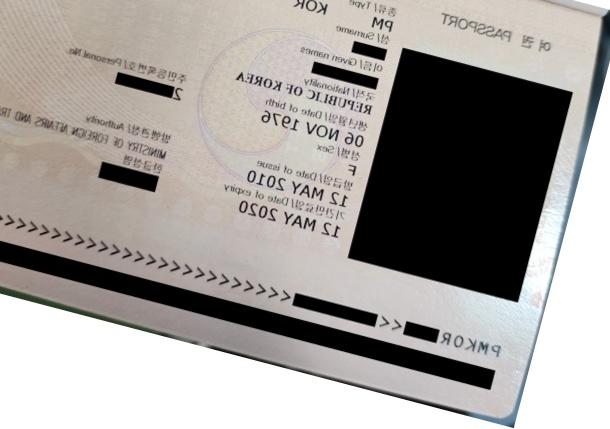 여 권 PASSPORT
종류/Type
PM
KOR
성/Surname
이름/Given names
국적/Nationality
REPUBLIC OF KOREA
생년월일/Date of birth
06 NOV 1976
성별/Sex
F
발급일/Date of issue
12 MAY 2010
기간만료일/Date of expiry
12 MAY 2020
주민등록번호/Personal No.
2
발행관청/Authority
MINISTRY OF FOREIGN AFFAIRS AND
한글성명
PMKOR